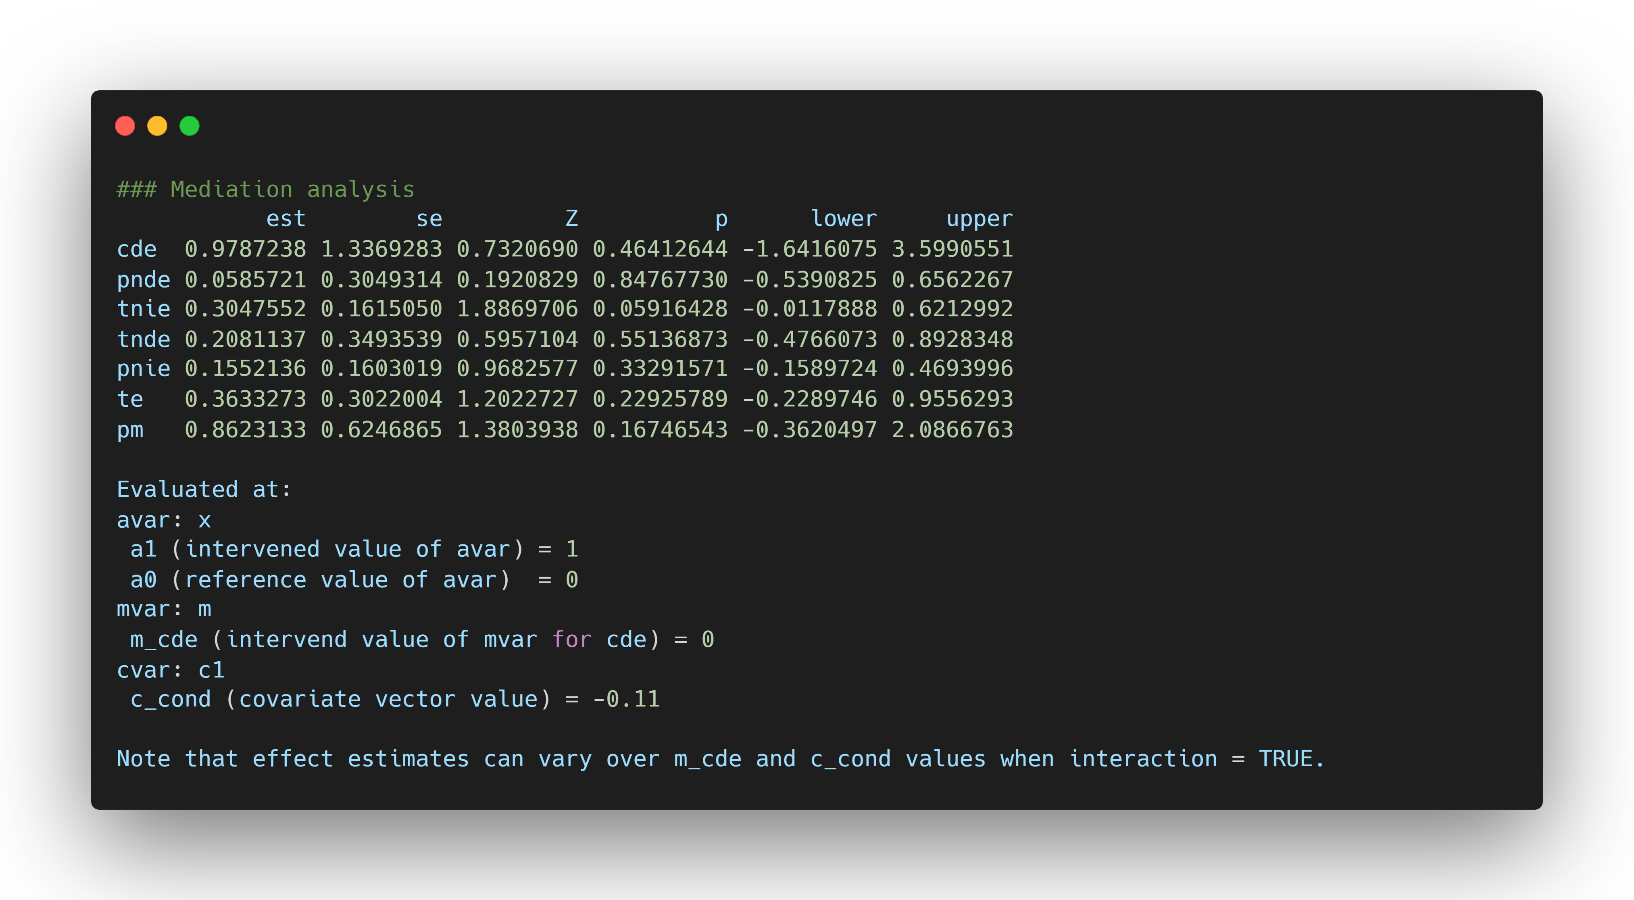 ### Mediation analysis
           est        se         Z          p      lower     upper
cde  0.9787238 1.3369283 0.7320690 0.46412644 -1.6416075 3.5990551
pnde 0.0585721 0.3049314 0.1920829 0.84767730 -0.5390825 0.6562267
tnie 0.3047552 0.1615050 1.8869706 0.05916428 -0.0117888 0.6212992
tnde 0.2081137 0.3493539 0.5957104 0.55136873 -0.4766073 0.8928348
pnie 0.1552136 0.1603019 0.9682577 0.33291571 -0.1589724 0.4693996
te   0.3633273 0.3022004 1.2022727 0.22925789 -0.2289746 0.9556293
pm   0.8623133 0.6246865 1.3803938 0.16746543 -0.3620497 2.0866763
Evaluated at:
avar: x
 a1 (intervened value of avar) = 1
 a0 (reference value of avar)  = 0
mvar: m
 m_cde (intervend value of mvar for cde) = 0
cvar: c1
 c_cond (covariate vector value) = -0.11
Note that effect estimates can vary over m_cde and c_cond values when interaction = TRUE.